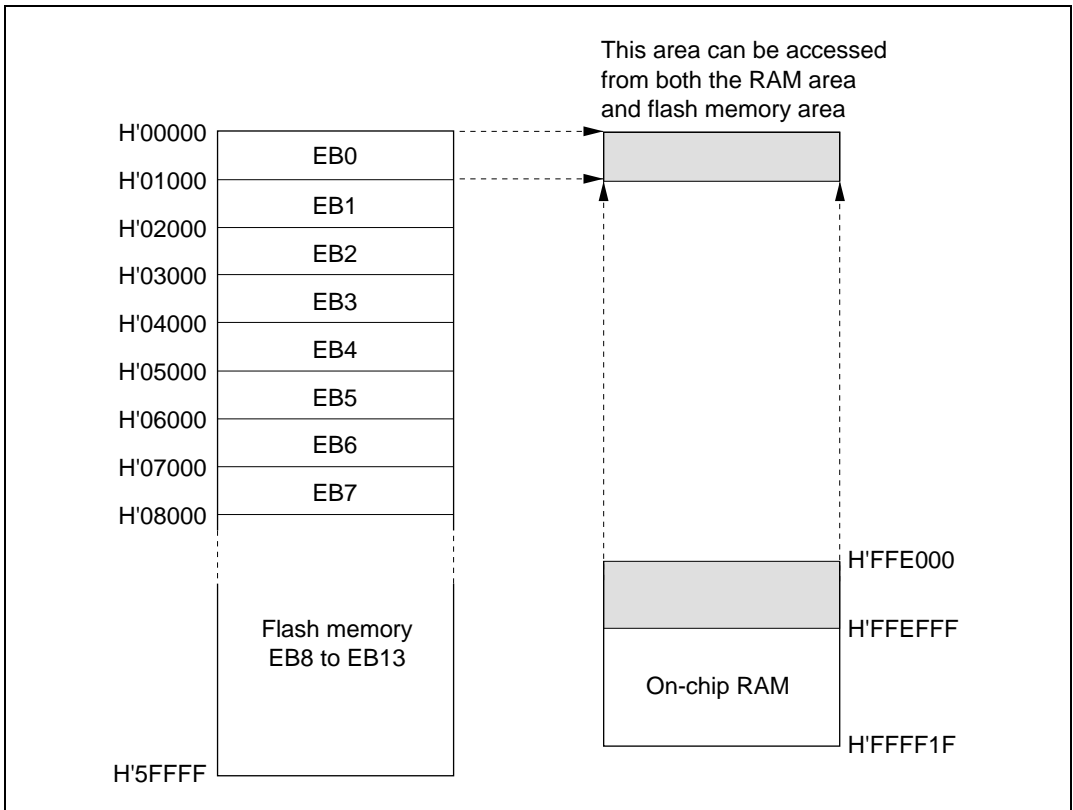 This area can be accessed
from both the RAM area
and flash memory area
H'00000
EB0
H'01000
EB1
H'02000
EB2
H'03000
EB3
H'04000
EB4
H'05000
EB5
H'06000
EB6
H'07000
EB7
H'08000
H'FFE000
Flash memory
EB8 to EB13
H'FFEFFF
On-chip RAM
H'FFFF1F
H'5FFFF